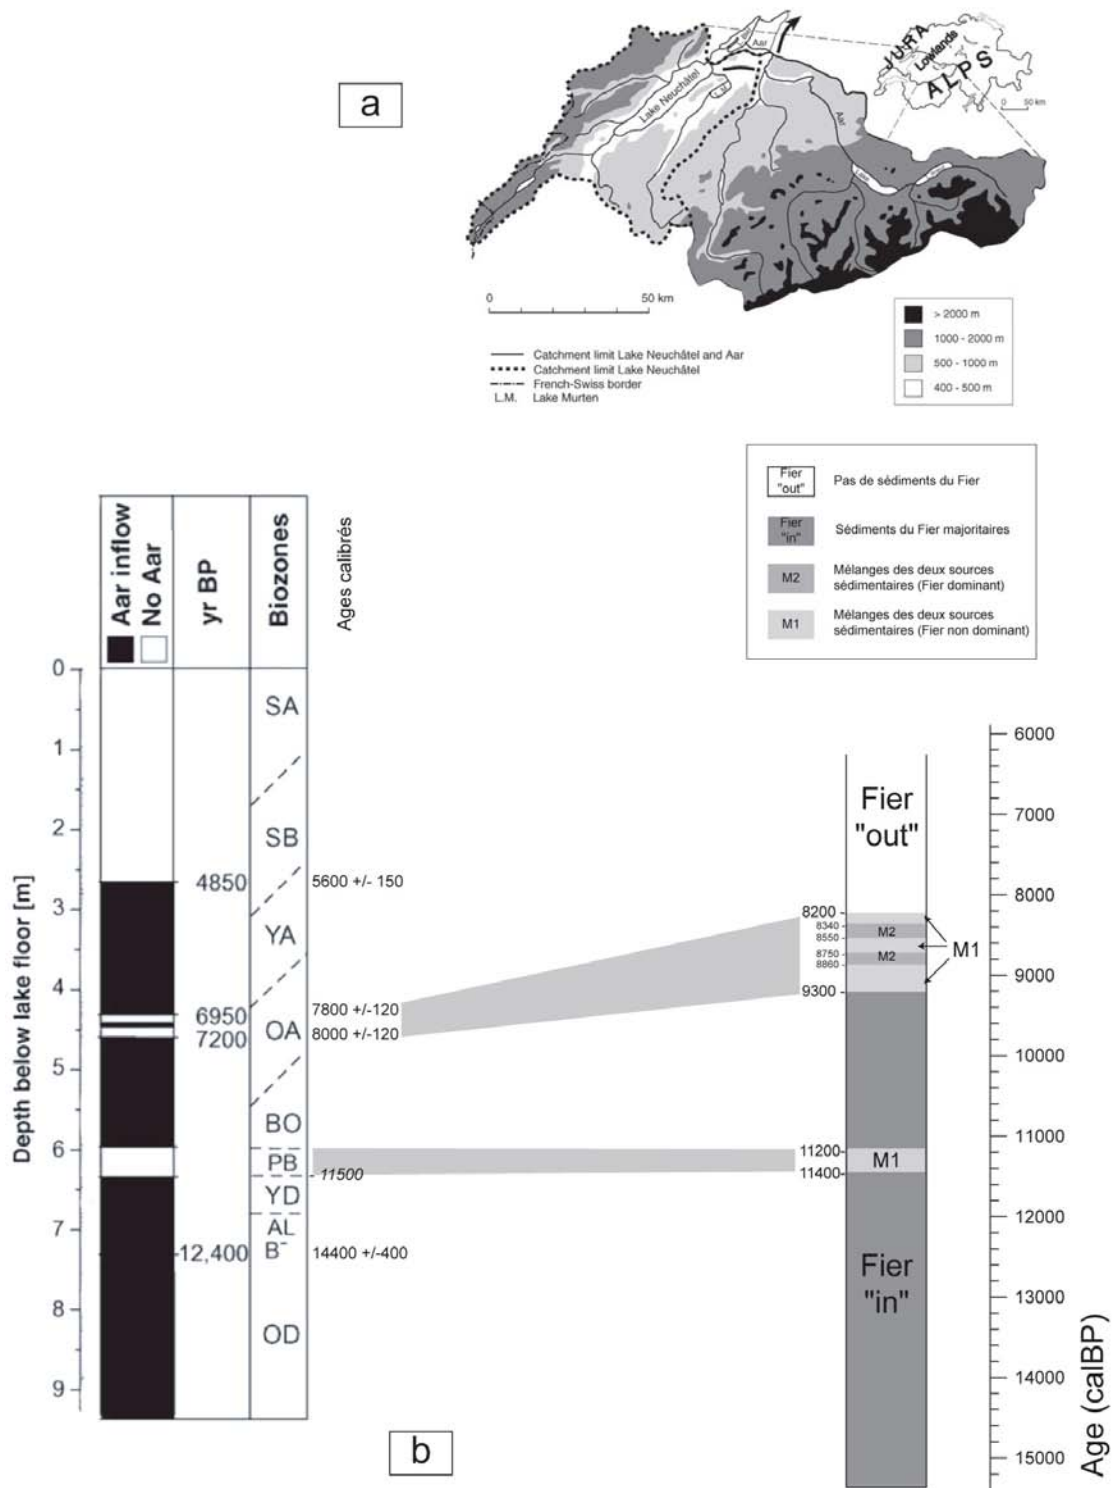 a
JURA
Lowlands
ALPS
0 50 km
Aar
Lake Neuchâtel
L.M.
Aar
0 50 km
> 2000 m
1000 - 2000 m
500 - 1000 m
400 - 500 m
Catchment limit Lake Neuchâtel and Aar
Catchment limit Lake Neuchâtel
French-Swiss border
L.M. Lake Murten
Fier "out" Pas de sédiments du Fier
Fier "in" Sédiments du Fier majoritaires
M2 Mélanges des deux sources
sédimentaires (Fier dominant)
M1 Mélanges des deux sources
sédimentaires (Fier non dominant)
Aar inflow
No Aar
yr BP
Biozones
Ages calibrés
Depth below lake floor [m]
0
1
2
3
4
5
6
7
8
9
4850
6950
7200
12,400
SA
SB
YA
OA
BO
PB
YD
AL
B
OD
5600 +/- 150
7800 +/-120
8000 +/-120
11500
14400 +/-400
Fier
"out"
8200
8340
8550
8750
8860
9300
M2
M2
M1
11200
11400
M1
Fier
"in"
6000
7000
8000
9000
10000
11000
12000
13000
14000
15000
Age (calBP)
b